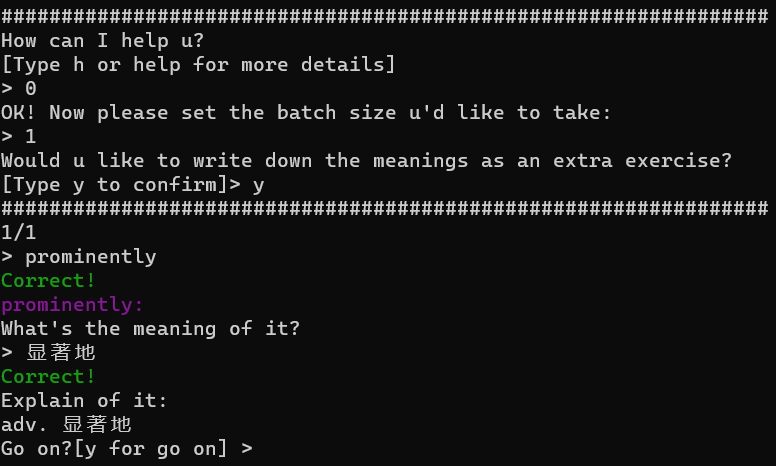 ################################################################
How can I help u?
[Type h or help for more details]
> 0
OK! Now please set the batch size u'd like to take:
> 1
Would u like to write down the meanings as an extra exercise?
[Type y to confirm]> y
################################################################
1/1
> prominently
Correct!
prominently:
What's the meaning of it?
> 显著地
Correct!
Explain of it:
adv. 显著地
Go on?[y for go on] >